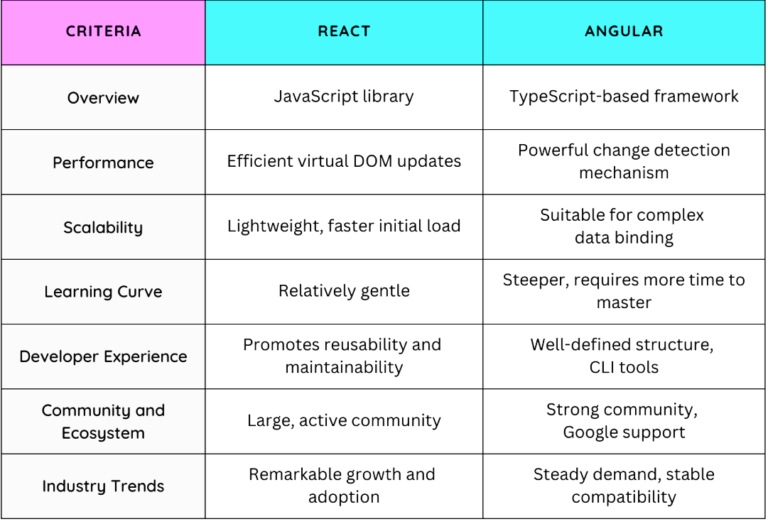 CRITERIA
REACT
ANGULAR
Overview
JavaScript library
TypeScript-based framework
Performance
Efficient virtual DOM updates
Powerful change detection
mechanism
Scalability
Lightweight, faster initial load
Suitable for complex
data binding
Learning Curve
Relatively gentle
Steeper, requires more time to
master
Developer Experience
Promotes reusability and
maintainability
Well-defined structure,
CLI tools
Community and
Ecosystem
Large, active community
Strong community,
Google support
Industry Trends
Remarkable growth and
adoption
Steady demand, stable
compatibility